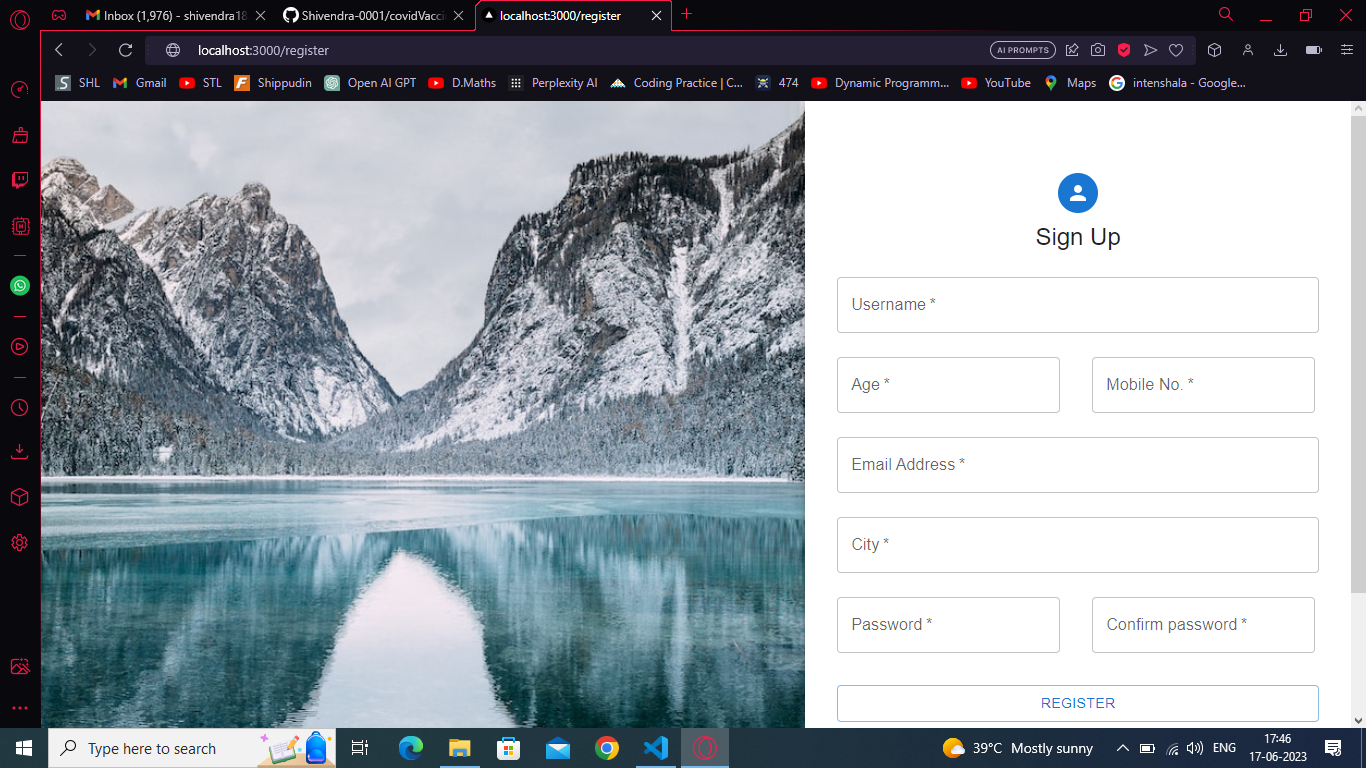 Inbox (1,976) - shivendra18
Shivendra-0001/covidVacci
localhost:3000/register
localhost:3000/register
AI PROMPTS
SHL
Gmail
STL
Shippudin
Open AI GPT
D.Maths
Perplexity AI
Coding Practice | C...
474
Dynamic Programm...
YouTube
Maps
intenshala - Google...
Sign Up
Username *
Age *
Mobile No. *
Email Address *
City *
Password *
Confirm password *
REGISTER
Type here to search
39°C Mostly sunny
ENG
17:46
17-06-2023